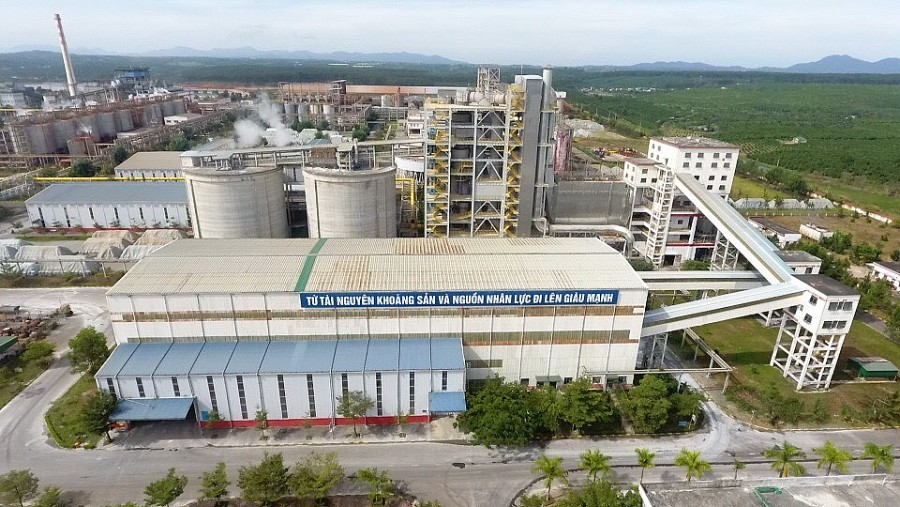 TỪ TÀI NGUYÊN KHOÁNG SẢN VÀ NGUỒN NHÂN LỰC ĐI LÊN GIÀU MẠNH